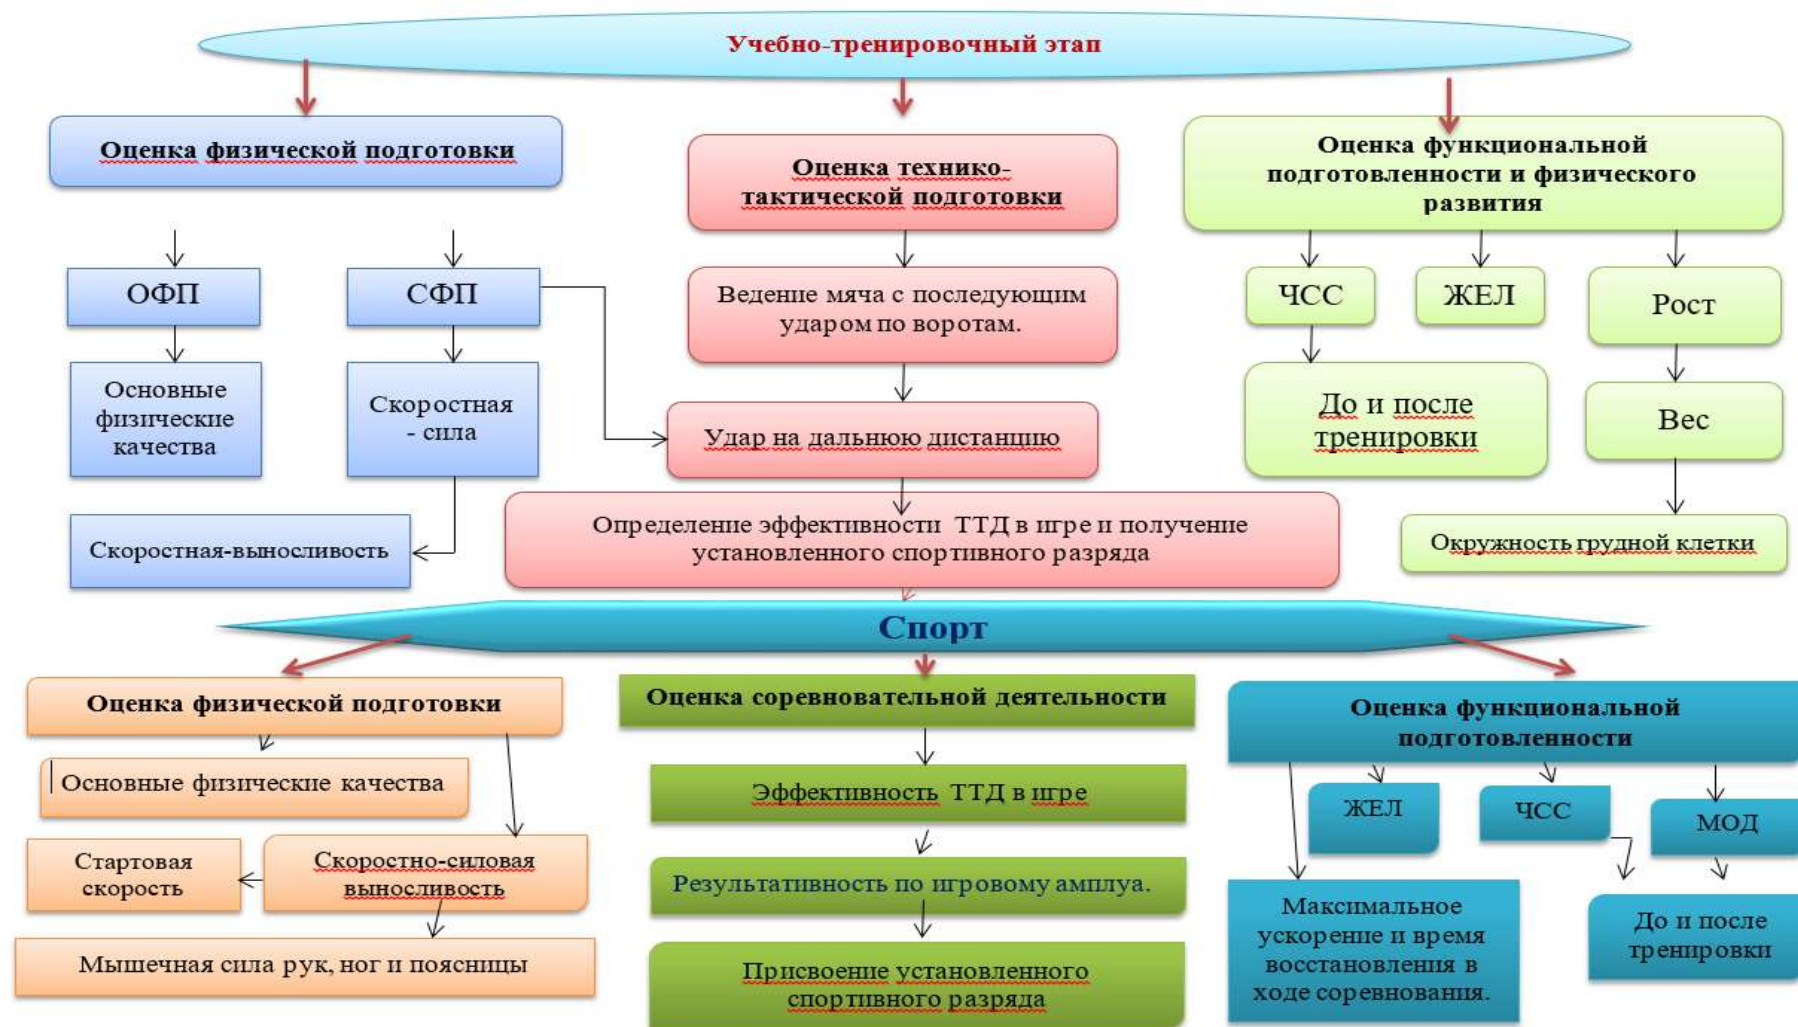 Учебно-тренировочный этап
Оценка физической подготовки
ОФП
СФП
Основные
физические
качества
Скоростная
- сила
Скоростная-выносливость
Оценка технико-
тактической подготовки
Ведение мяча с последующим
ударом по воротам.
Удар на дальнюю дистанцию
Определение эффективности ТТД в игре и получение
установленного спортивного разряда
Оценка функциональной
подготовленности и физического
развития
ЧСС
ЖЕЛ
Рост
До и после
тренировки
Вес
Окружность грудной клетки
Спорт
Оценка физической подготовки
Основные физические качества
Стартовая
скорость
Скоростно-силовая
выносливость
Мышечная сила рук, ног и поясницы
Оценка соревновательной деятельности
Эффективность ТТД в игре
Результативность по игровому амплуа.
Присвоение установленного
спортивного разряда
Оценка функциональной
подготовленности
ЖЕЛ
ЧСС
МОД
Максимальное
ускорение и время
восстановления в
ходе соревнования.
До и после
тренировки